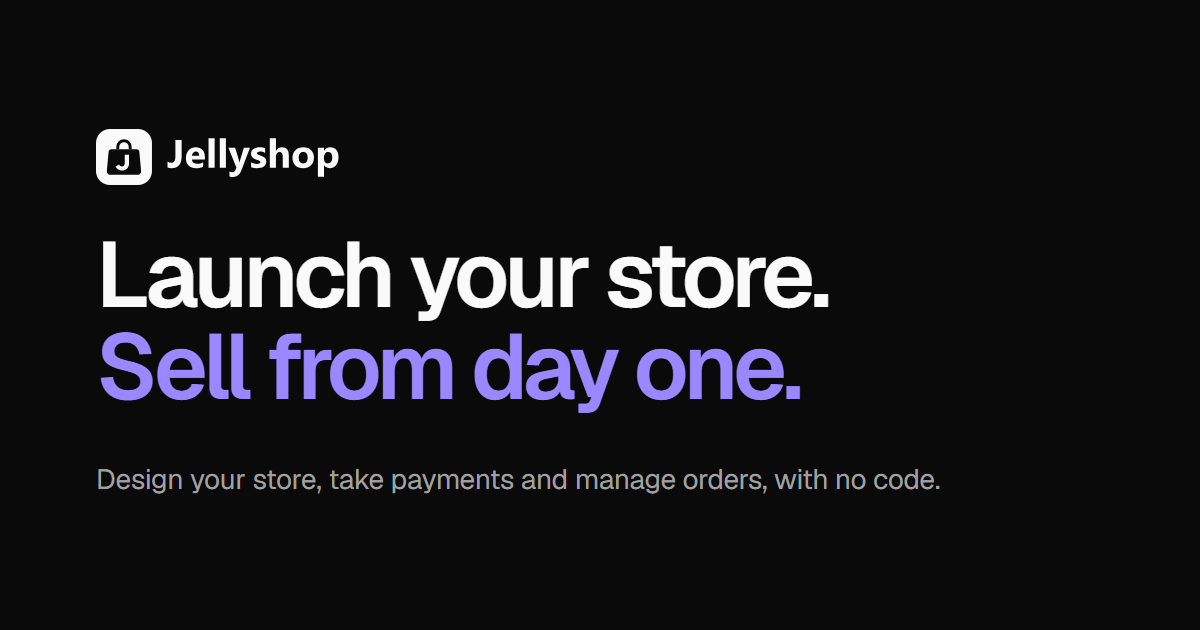 Jellyshop
Launch your store.
Sell from day one.
Design your store, take payments and manage orders, with no code.